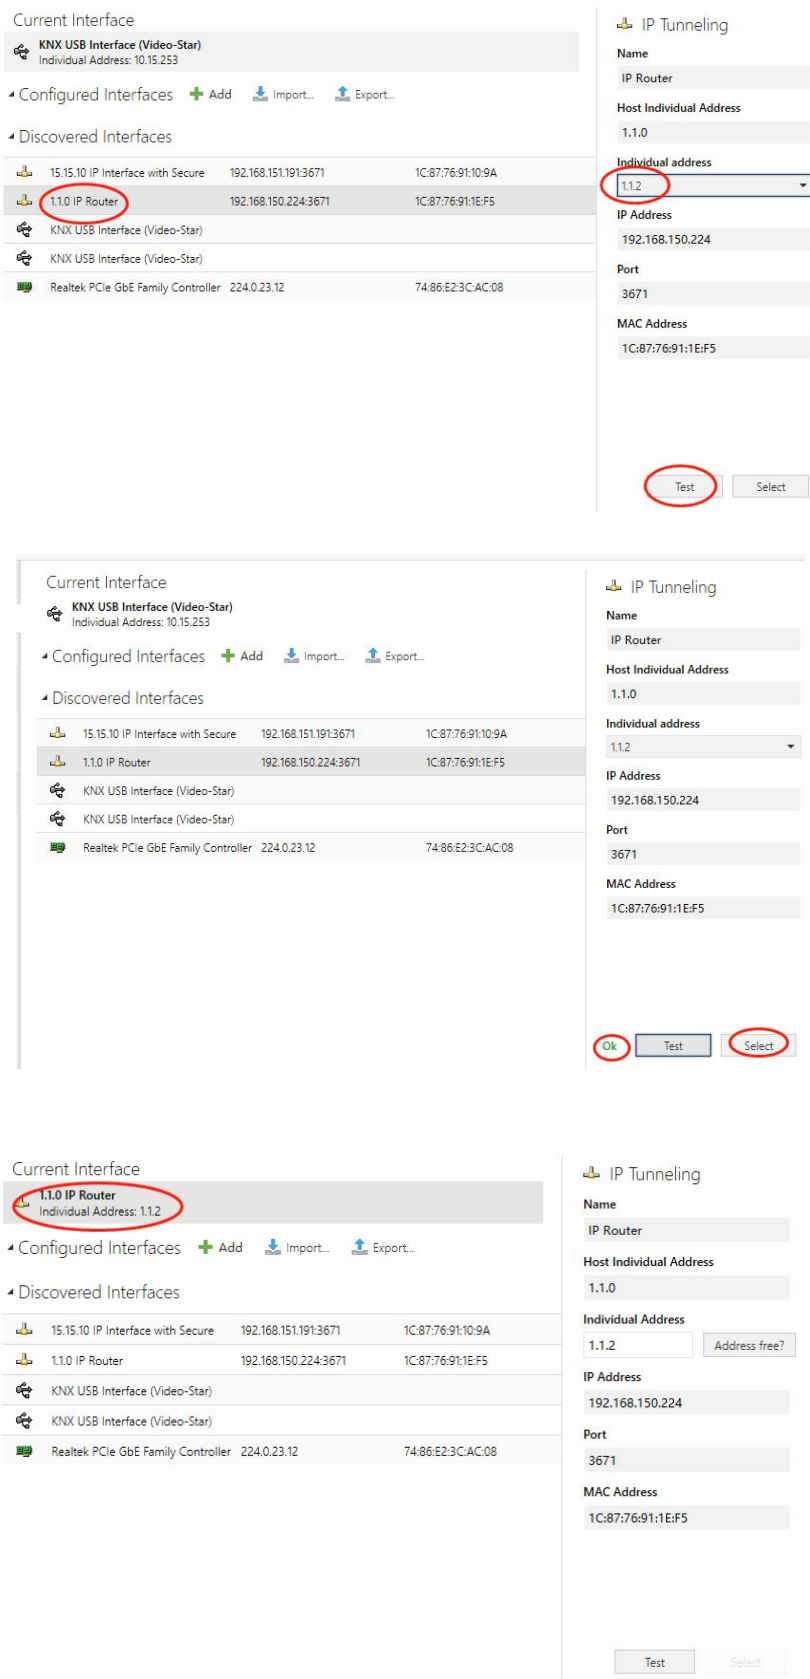 Current Interface
KNX USB Interface (Video-Star)
Individual Address: 10.15.253
Configured Interfaces Add Import... Export...
Discovered Interfaces
15.15.10 IP Interface with Secure 192.168.151.191:3671 1C:87:76:91:10:9A
1.1.0 IP Router 192.168.150.224:3671 1C:87:76:91:1E:F5
KNX USB Interface (Video-Star)
KNX USB Interface (Video-Star)
Realtek PCIe GbE Family Controller 224.0.23.12 74:86:E2:3C:AC:08
IP Tunneling
Name
IP Router
Host Individual Address
1.1.0
Individual address
1.1.2
IP Address
192.168.150.224
Port
3671
MAC Address
1C:87:76:91:1E:F5
Test Select
Current Interface
KNX USB Interface (Video-Star)
Individual Address: 10.15.253
Configured Interfaces Add Import... Export...
Discovered Interfaces
15.15.10 IP Interface with Secure 192.168.151.191:3671 1C:87:76:91:10:9A
1.1.0 IP Router 192.168.150.224:3671 1C:87:76:91:1E:F5
KNX USB Interface (Video-Star)
KNX USB Interface (Video-Star)
Realtek PCIe GbE Family Controller 224.0.23.12 74:86:E2:3C:AC:08
IP Tunneling
Name
IP Router
Host Individual Address
1.1.0
Individual address
1.1.2
IP Address
192.168.150.224
Port
3671
MAC Address
1C:87:76:91:1E:F5
Ok Test Select
Current Interface
1.1.0 IP Router
Individual Address: 1.1.2
Configured Interfaces Add Import... Export...
Discovered Interfaces
15.15.10 IP Interface with Secure 192.168.151.191:3671 1C:87:76:91:10:9A
1.1.0 IP Router 192.168.150.224:3671 1C:87:76:91:1E:F5
KNX USB Interface (Video-Star)
KNX USB Interface (Video-Star)
Realtek PCIe GbE Family Controller 224.0.23.12 74:86:E2:3C:AC:08
IP Tunneling
Name
IP Router
Host Individual Address
1.1.0
Individual Address
1.1.2 Address free?
IP Address
192.168.150.224
Port
3671
MAC Address
1C:87:76:91:1E:F5
Test Select